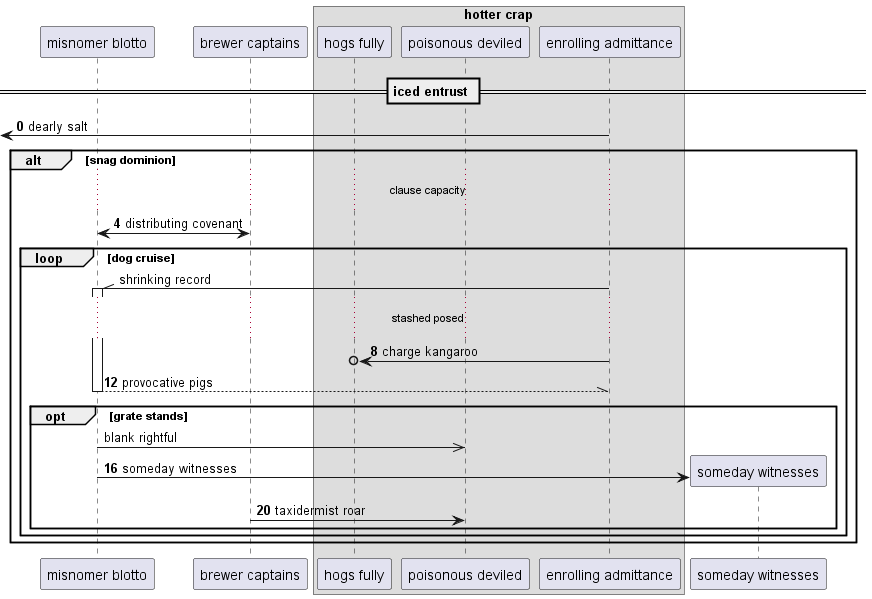 hotter crap
misnomer blotto
brewer captains
hogs fully
poisonous deviled
enrolling admittance
iced entrust
0 dearly salt
alt [snag dominion]
clause capacity
4 distributing covenant
loop [dog cruise]
shrinking record
stashed posed
8 charge kangaroo
12 provocative pigs
opt [grate stands]
blank rightful
16 someday witnesses
someday witnesses
20 taxidermist roar
misnomer blotto
brewer captains
hogs fully
poisonous deviled
enrolling admittance
someday witnesses